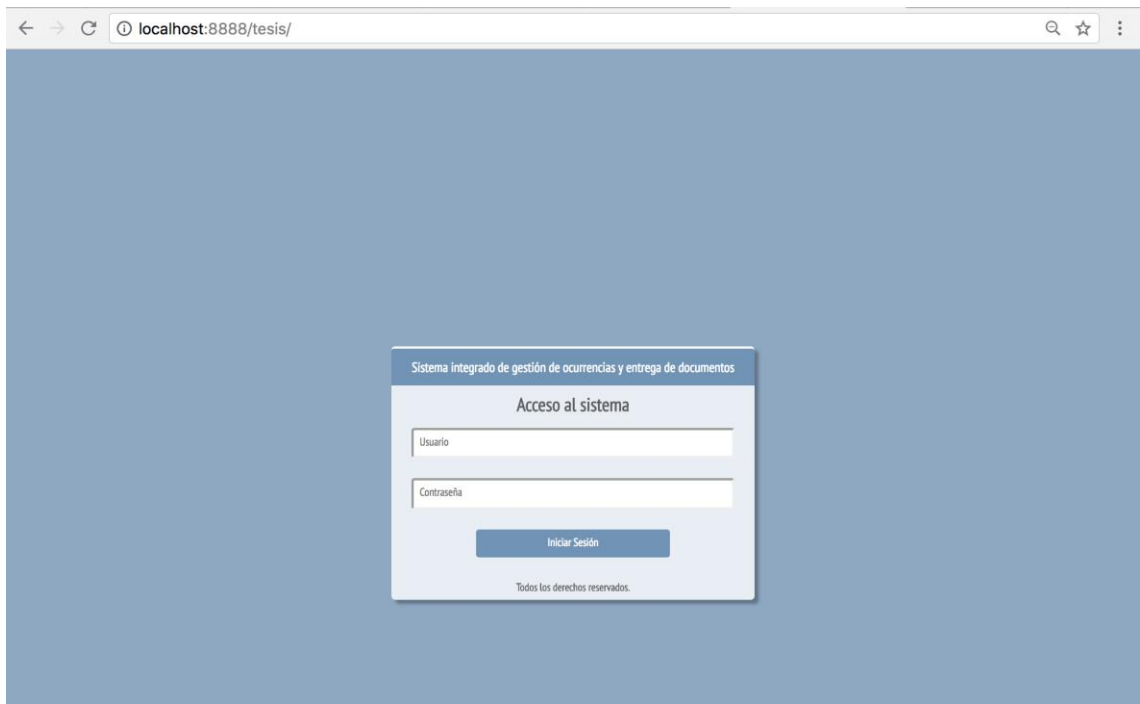 localhost:8888/tesis/
Sistema integrado de gestión de ocurrencias y entrega de documentos
Acceso al sistema
Usuario
Contraseña
Iniciar Sesión
Todos los derechos reservados.